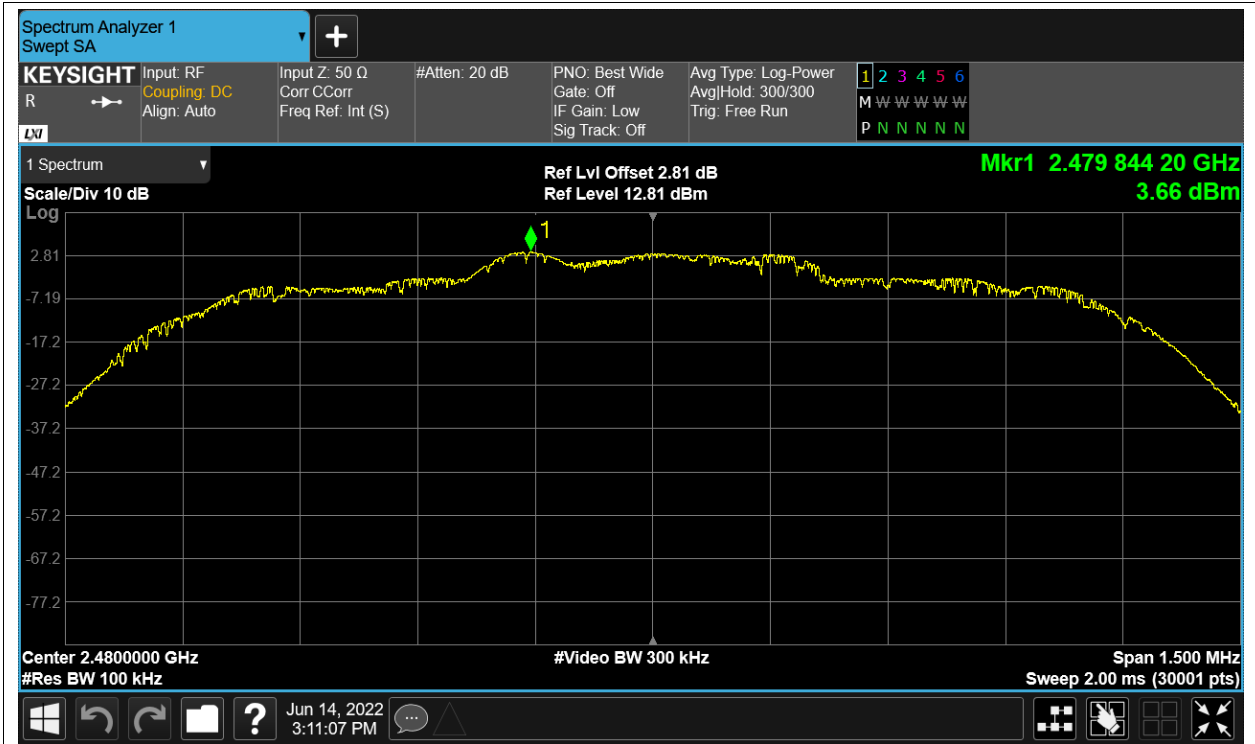 Spectrum Analyzer 1
Swept SA
KEYSIGHT
R
LXI
Input: RF
Coupling: DC
Align: Auto
Input Z: 50 Ω
Corr CCorr
Freq Ref: Int (S)
#Atten: 20 dB
PNO: Best Wide
Gate: Off
IF Gain: Low
Sig Track: Off
Avg Type: Log-Power
Avg|Hold: 300/300
Trig: Free Run
1 2 3 4 5 6
M W W W W W
P N N N N N
1 Spectrum
Scale/Div 10 dB
Log
Ref Lvl Offset 2.81 dB
Ref Level 12.81 dBm
Mkr1 2.479 844 20 GHz
3.66 dBm
1
2.81
-7.19
-17.2
-27.2
-37.2
-47.2
-57.2
-67.2
-77.2
Center 2.4800000 GHz
#Res BW 100 kHz
#Video BW 300 kHz
Span 1.500 MHz
Sweep 2.00 ms (30001 pts)
?
Jun 14, 2022
3:11:07 PM